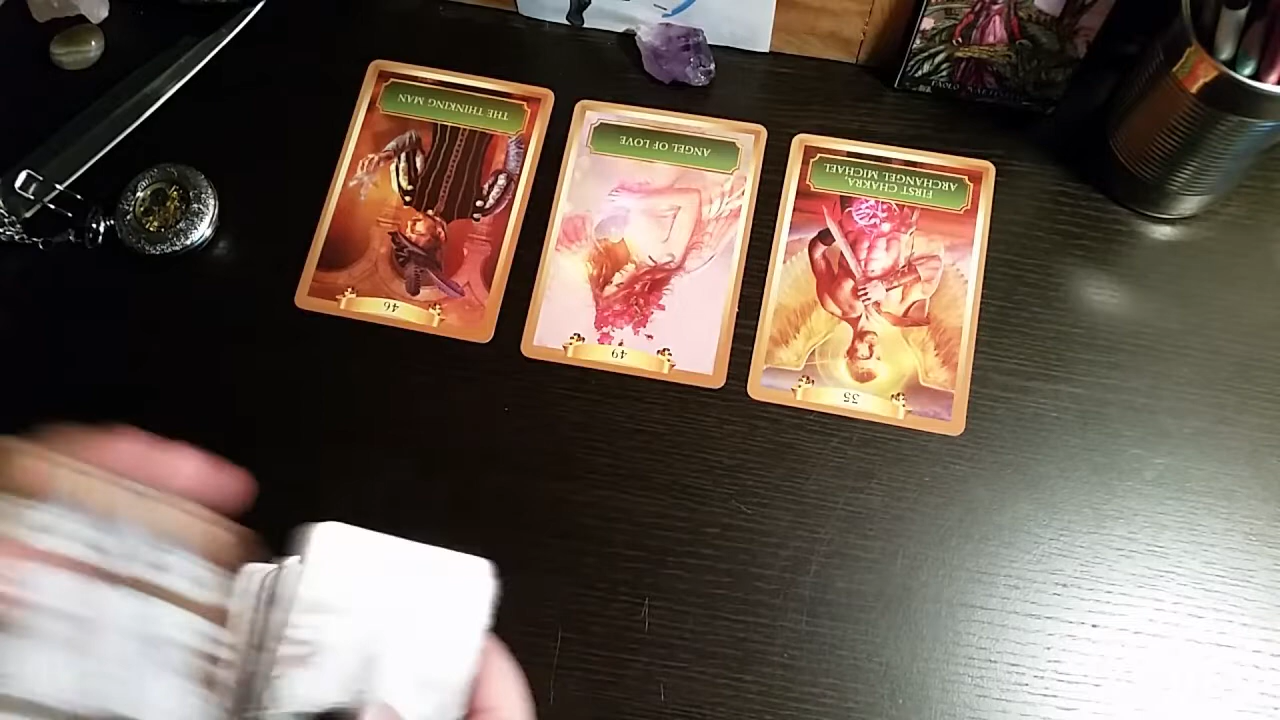 THE THINKING MAN
46
ANGEL OF LOVE
49
FIRST CHAKRA,
ARCHANGEL MICHAEL
35